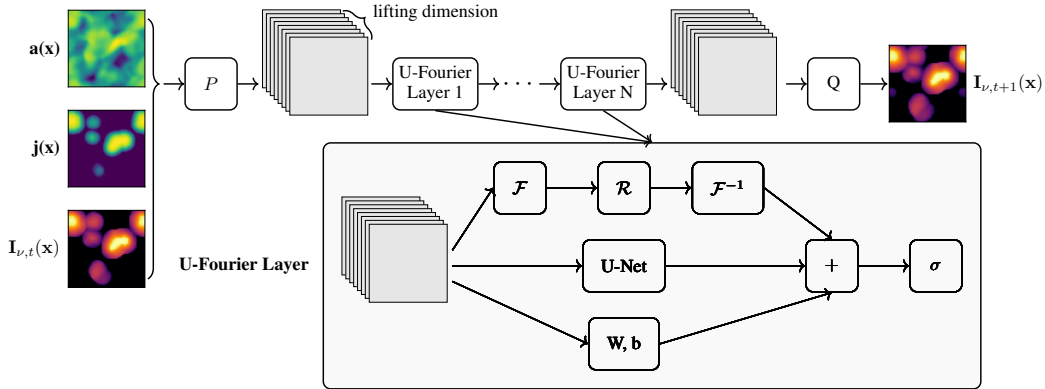 lifting dimension
a(x)
P
U-Fourier
Layer 1
· · ·
U-Fourier
Layer N
Q
I_{ν,t+1}(x)
j(x)
I_{ν,t}(x)
U-Fourier Layer
ℱ
ℛ
ℱ⁻¹
U-Net
+
σ
W, b